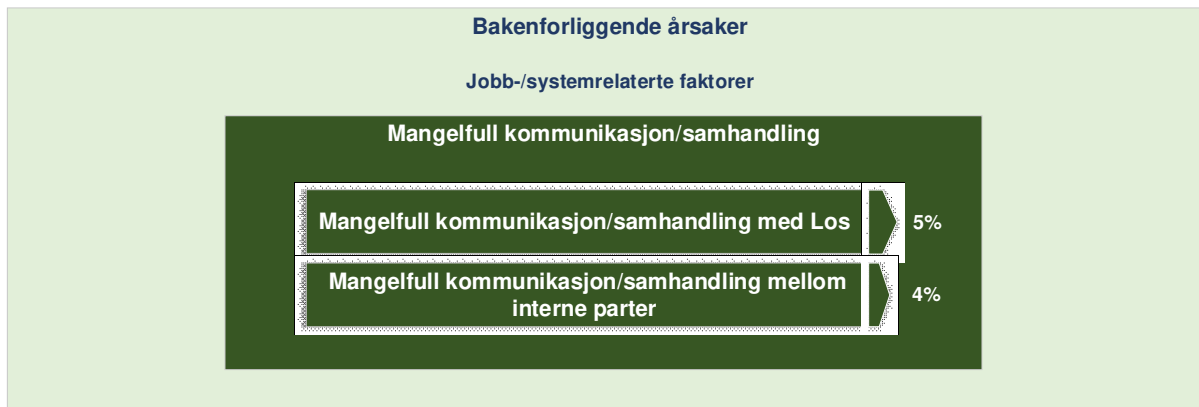 Bakenforliggende årsaker
Jobb-/systemrelaterte faktorer
Mangelfull kommunikasjon/samhandling
Mangelfull kommunikasjon/samhandling med Los
5%
Mangelfull kommunikasjon/samhandling mellom
interne parter
4%